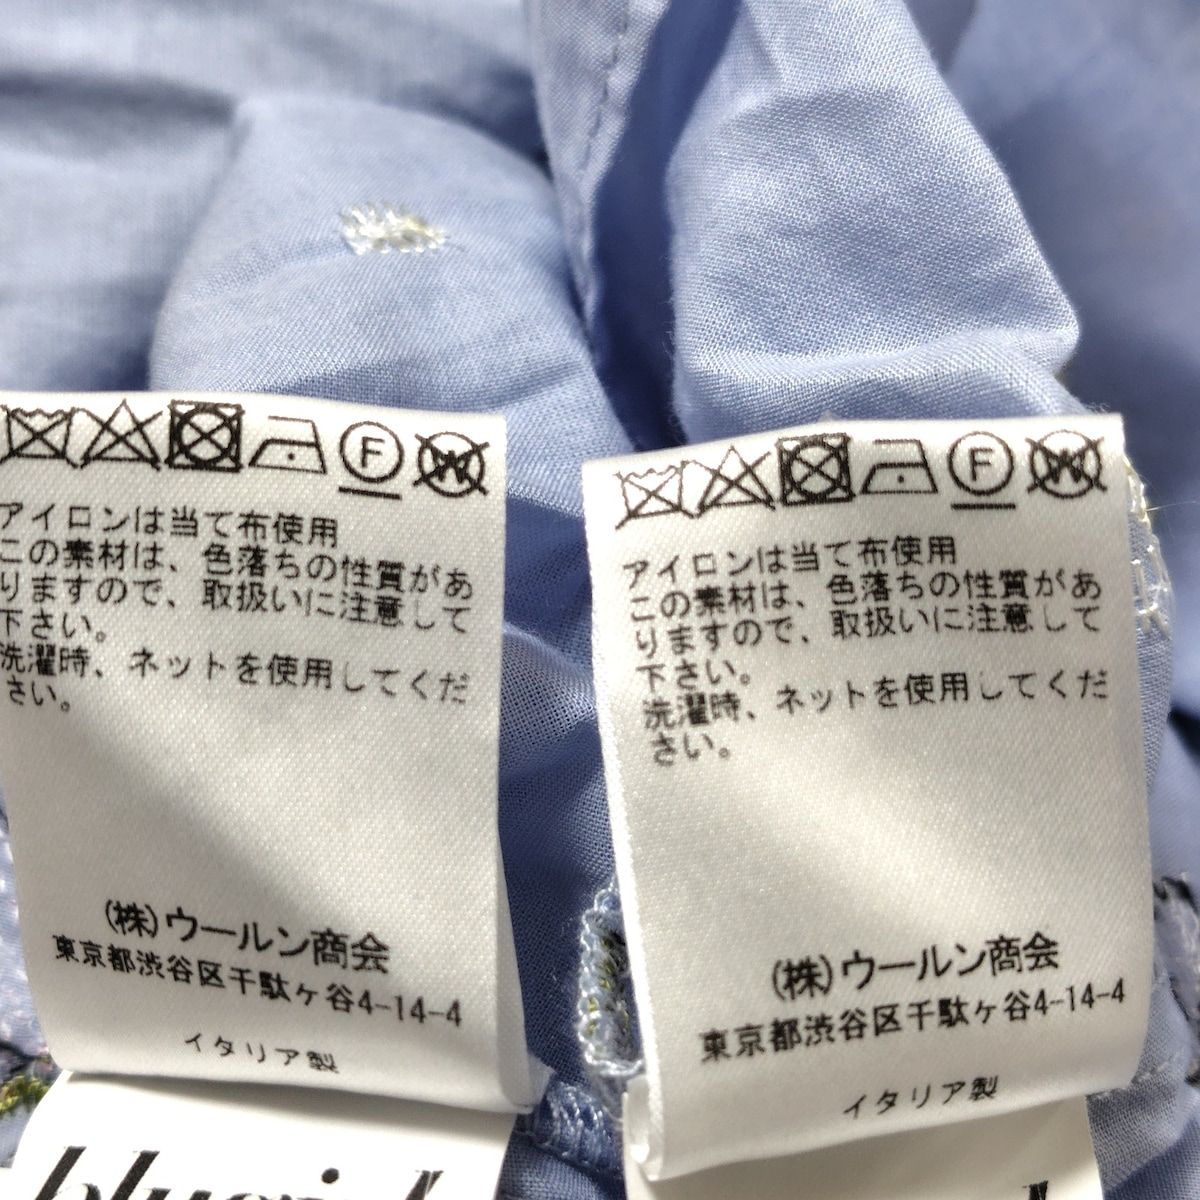 F W
アイロンは当て布使用
この素材は、色落ちの性質があ
りますので、取扱いに注意して
下さい。
洗濯時、ネットを使用してくだ
さい。
(株)ウールン商会
東京都渋谷区千駄ヶ谷4-14-4
イタリア製
F W
アイロンは当て布使用
この素材は、色落ちの性質があ
りますので、取扱いに注意して
下さい。
洗濯時、ネットを使用してくだ
さい。
(株)ウールン商会
東京都渋谷区千駄ヶ谷4-14-4
イタリア製